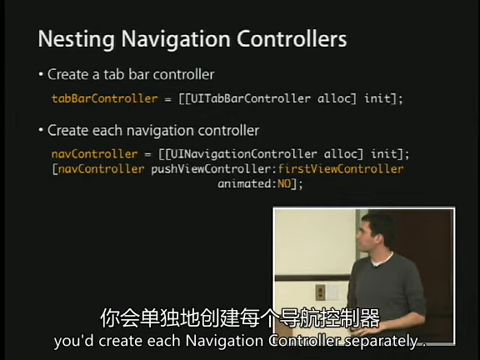 Nesting Navigation Controllers
• Create a tab bar controller
tabBarController = [[UITabBarController alloc] init];
• Create each navigation controller
navController = [[UINavigationController alloc] init];
[navController pushViewController:firstViewController
animated:NO];
你会单独地创建每个导航控制器
you'd create each Navigation Controller separately .